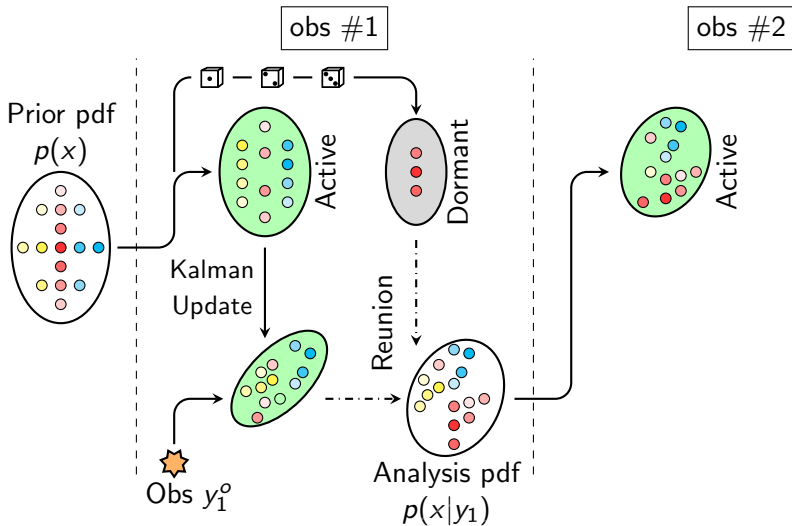 obs #1
obs #2
Prior pdf
p(x)
Active
Dormant
Active
Kalman
Update
Reunion
Obs y₁ᵒ
Analysis pdf
p(x|y₁)